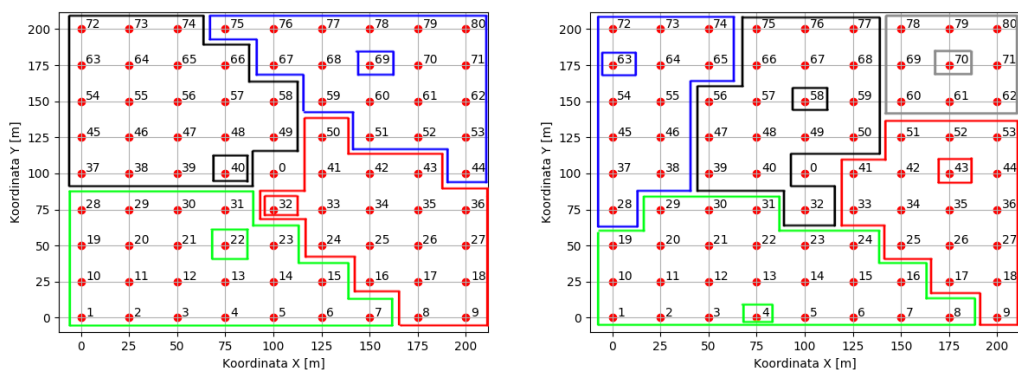 200 72 73 74 75 76 77 78 79 80
175 63 64 65 66 67 68 69 70 71
150 54 55 56 57 58 59 60 61 62
125 45 46 47 48 49 50 51 52 53
100 37 38 39 40 0 41 42 43 44
75 28 29 30 31 32 33 34 35 36
50 19 20 21 22 23 24 25 26 27
25 10 11 12 13 14 15 16 17 18
0 1 2 3 4 5 6 7 8 9
0 25 50 75 100 125 150 175 200
Koordinata X [m]
Koordinata Y [m]
200 72 73 74 75 76 77 78 79 80
175 63 64 65 66 67 68 69 70 71
150 54 55 56 57 58 59 60 61 62
125 45 46 47 48 49 50 51 52 53
100 37 38 39 40 0 41 42 43 44
75 28 29 30 31 32 33 34 35 36
50 19 20 21 22 23 24 25 26 27
25 10 11 12 13 14 15 16 17 18
0 1 2 3 4 5 6 7 8 9
0 25 50 75 100 125 150 175 200
Koordinata X [m]
Koordinata Y [m]